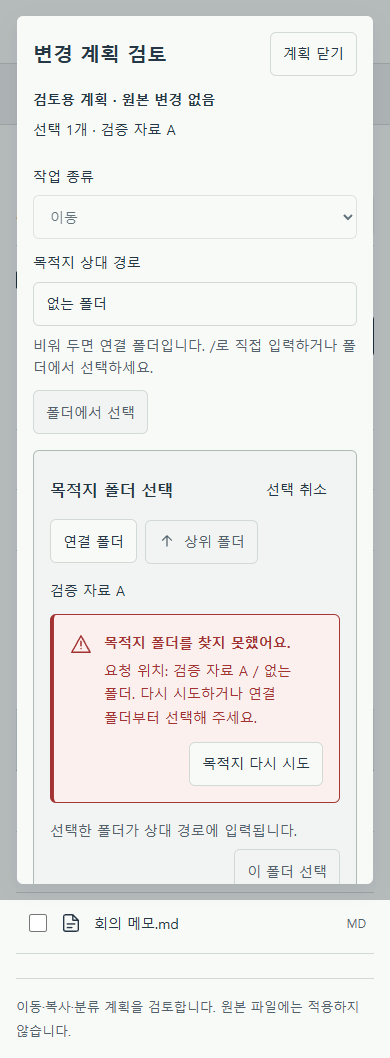 변경 계획 검토
계획 닫기
검토용 계획 · 원본 변경 없음
선택 1개 · 검증 자료 A
작업 종류
이동
목적지 상대 경로
없는 폴더
비워 두면 연결 폴더입니다. /로 직접 입력하거나 폴
더에서 선택하세요.
폴더에서 선택
목적지 폴더 선택
선택 취소
연결 폴더
↑ 상위 폴더
검증 자료 A
목적지 폴더를 찾지 못했어요.
요청 위치: 검증 자료 A / 없는
폴더. 다시 시도하거나 연결
폴더부터 선택해 주세요.
목적지 다시 시도
선택한 폴더가 상대 경로에 입력됩니다.
이 폴더 선택
회의 메모.md
MD
이동·복사·분류 계획을 검토합니다. 원본 파일에는 적용하지
않습니다.